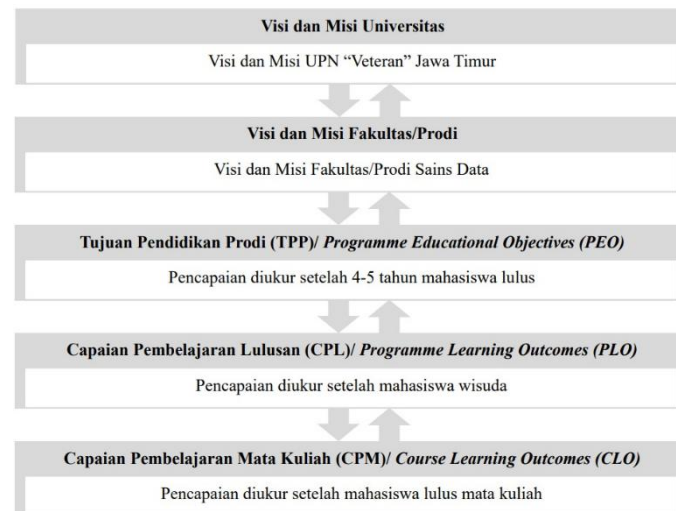 Visi dan Misi Universitas
Visi dan Misi UPN “Veteran” Jawa Timur
Visi dan Misi Fakultas/Prodi
Visi dan Misi Fakultas/Prodi Sains Data
Tujuan Pendidikan Prodi (TPP)/ Programme Educational Objectives (PEO)
Pencapaian diukur setelah 4-5 tahun mahasiswa lulus
Capaian Pembelajaran Lulusan (CPL)/ Programme Learning Outcomes (PLO)
Pencapaian diukur setelah mahasiswa wisuda
Capaian Pembelajaran Mata Kuliah (CPM)/ Course Learning Outcomes (CLO)
Pencapaian diukur setelah mahasiswa lulus mata kuliah